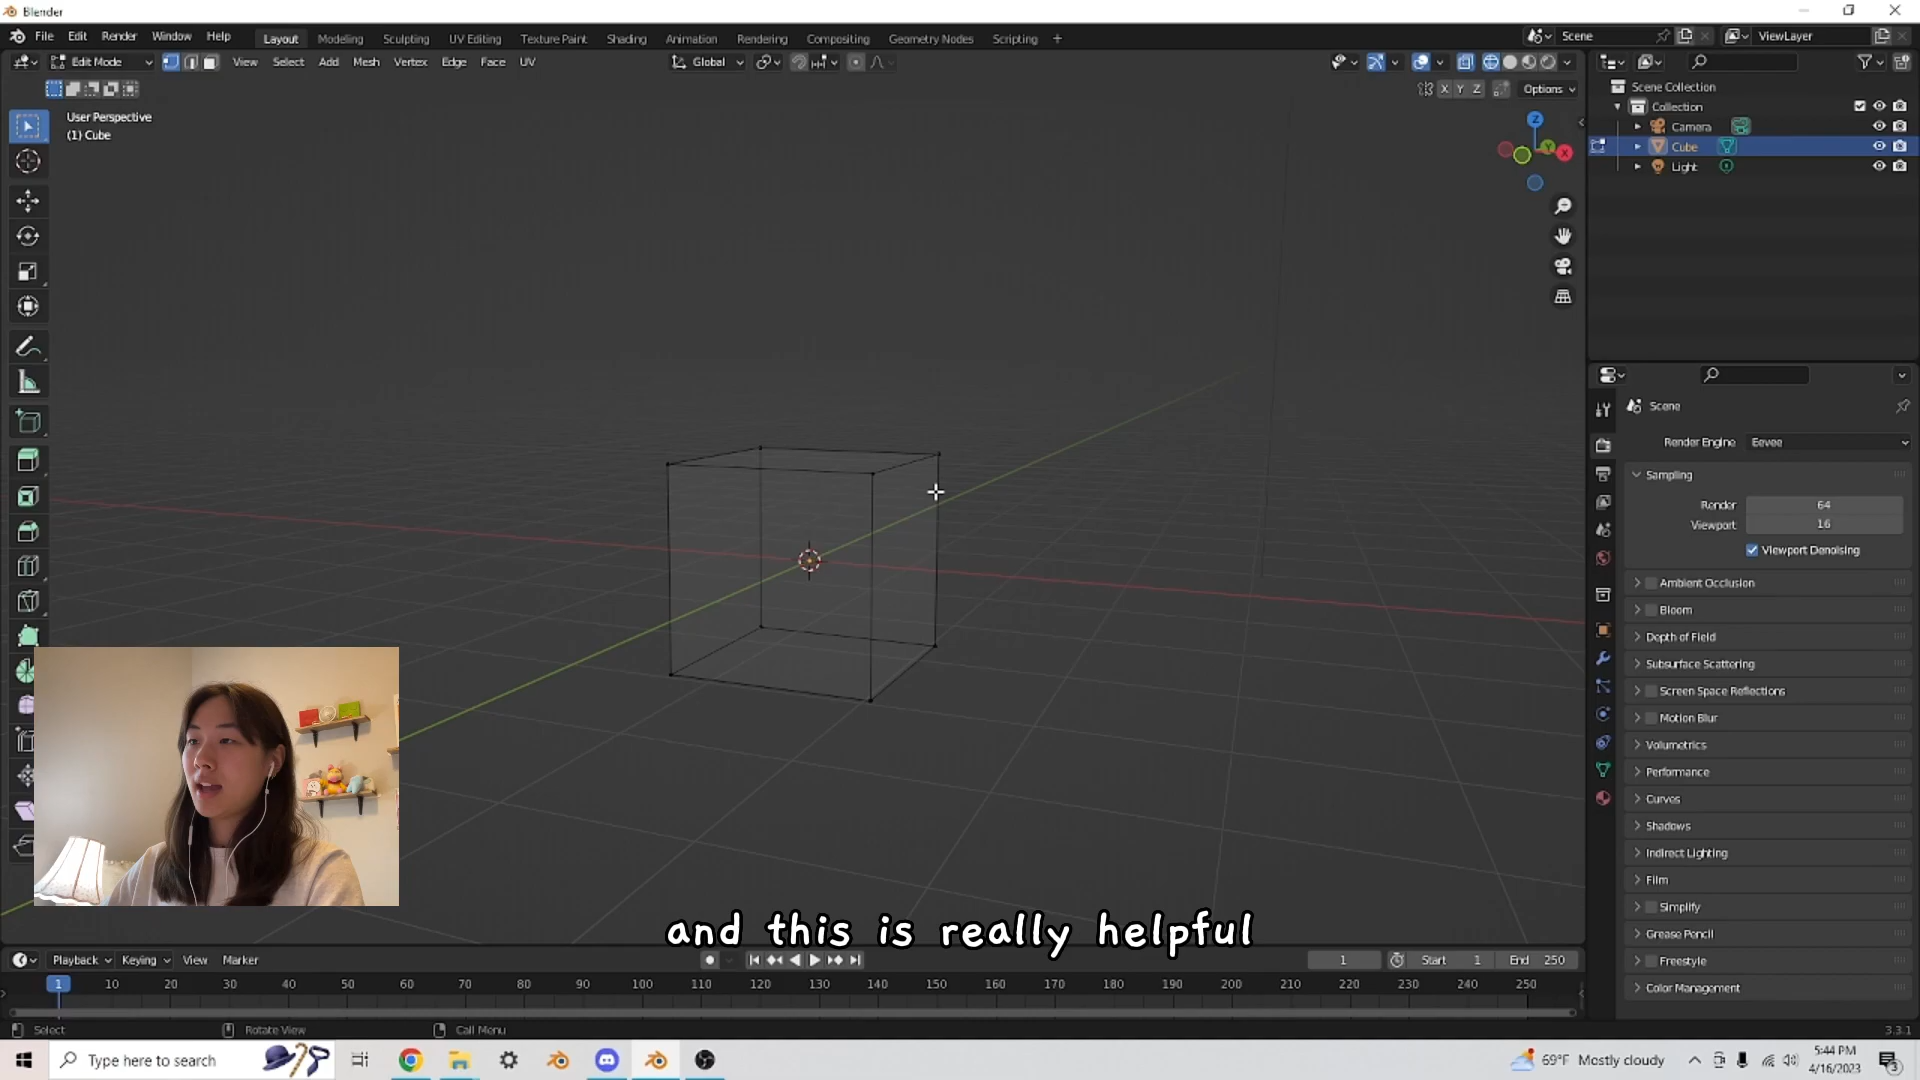 Blender
File Edit Render Window Help Layout Modeling Sculpting UV Editing Texture Paint Shading Animation Rendering Compositing Geometry Nodes Scripting +
Scene
ViewLayer
Edit Mode View Select Add Mesh Vertex Edge Face UV
Global
X Y Z Options
User Perspective
(1) Cube
Z
Y
X
Scene Collection
Collection
Camera
Cube
Light
Scene
Render Engine Eevee
Sampling
Render 64
Viewport 16
Viewport Denoising
Ambient Occlusion
Bloom
Depth of Field
Subsurface Scattering
Screen Space Reflections
Motion Blur
Volumetrics
Performance
Curves
Shadows
Indirect Lighting
Film
Simplify
Grease Pencil
Freestyle
Color Management
and this is really helpful
Playback Keying View Marker
1 Start 1 End 250
1 10 20 30 40 50 60 70 80 90 100 110 120 130 140 150 160 170 180 190 200 210 220 230 240 250
Select Rotate View Call Menu 3.3.1
Type here to search
69°F Mostly cloudy
5:44 PM
4/16/2023
3